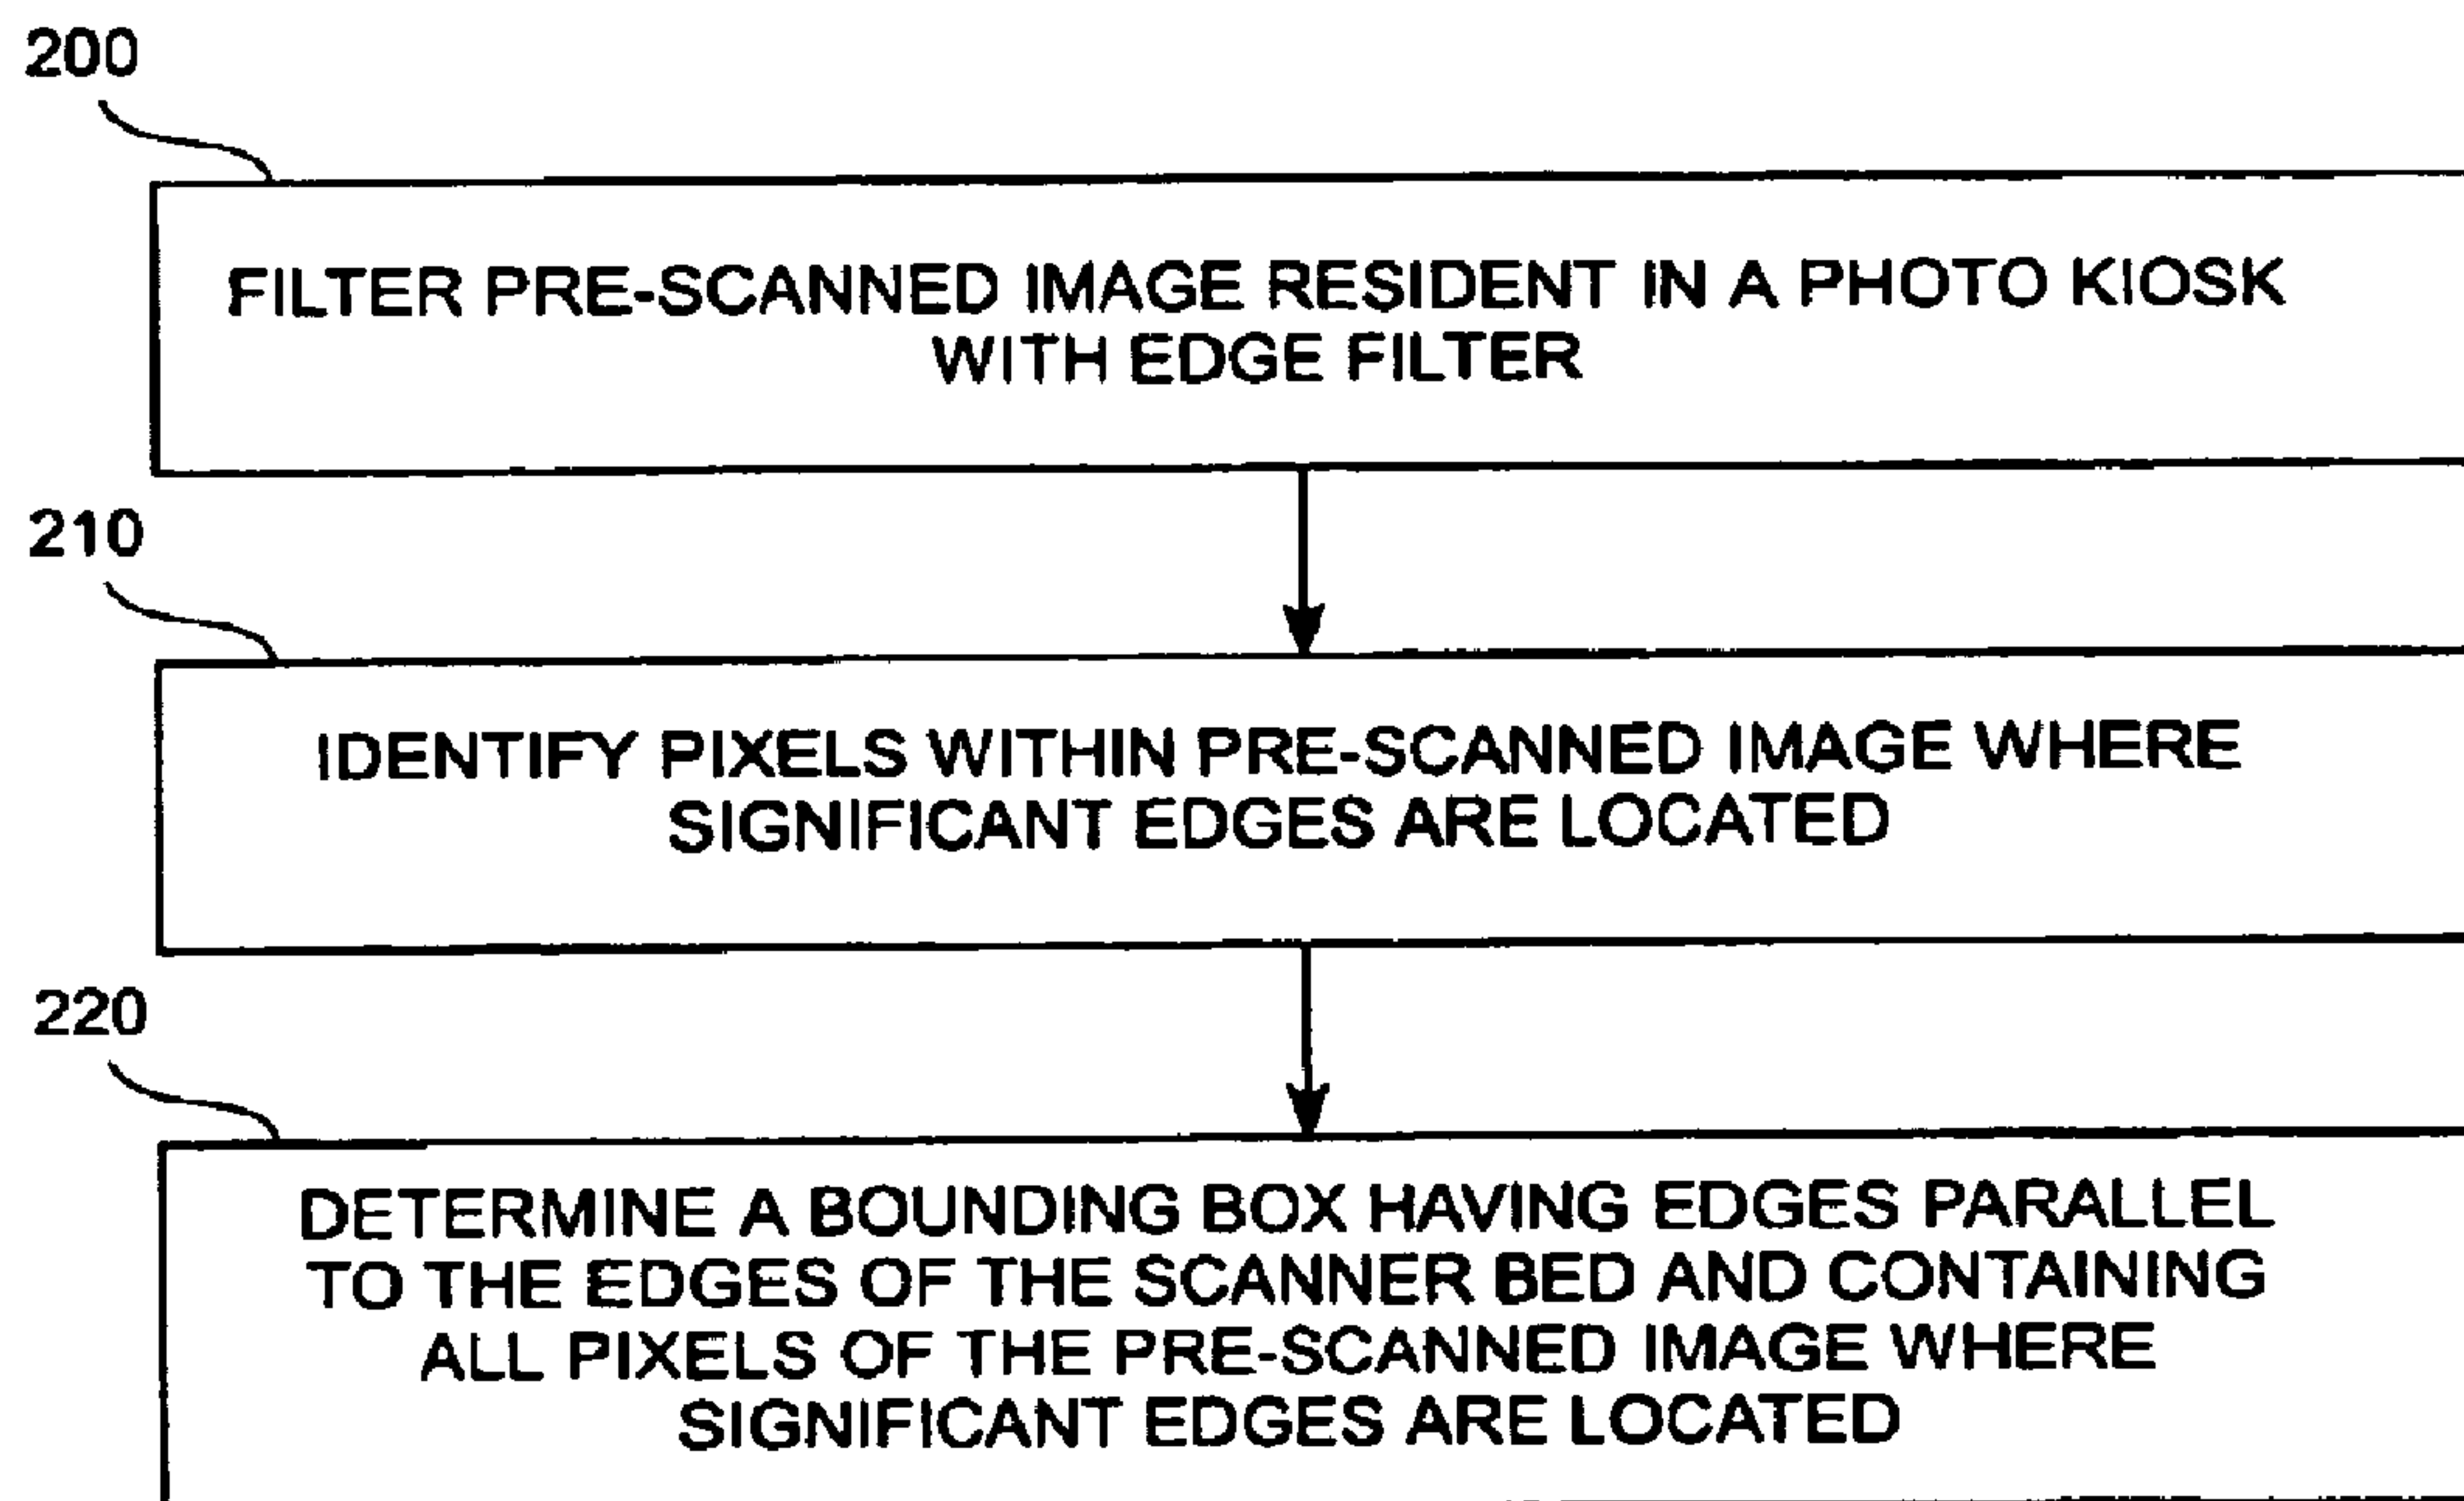 200
FILTER PRE-SCANNED IMAGE RESIDENT IN A PHOTO KIOSK
WITH EDGE FILTER
210
IDENTIFY PIXELS WITHIN PRE-SCANNED IMAGE WHERE
SIGNIFICANT EDGES ARE LOCATED
220
DETERMINE A BOUNDING BOX HAVING EDGES PARALLEL
TO THE EDGES OF THE SCANNER BED AND CONTAINING
ALL PIXELS OF THE PRE-SCANNED IMAGE WHERE
SIGNIFICANT EDGES ARE LOCATED